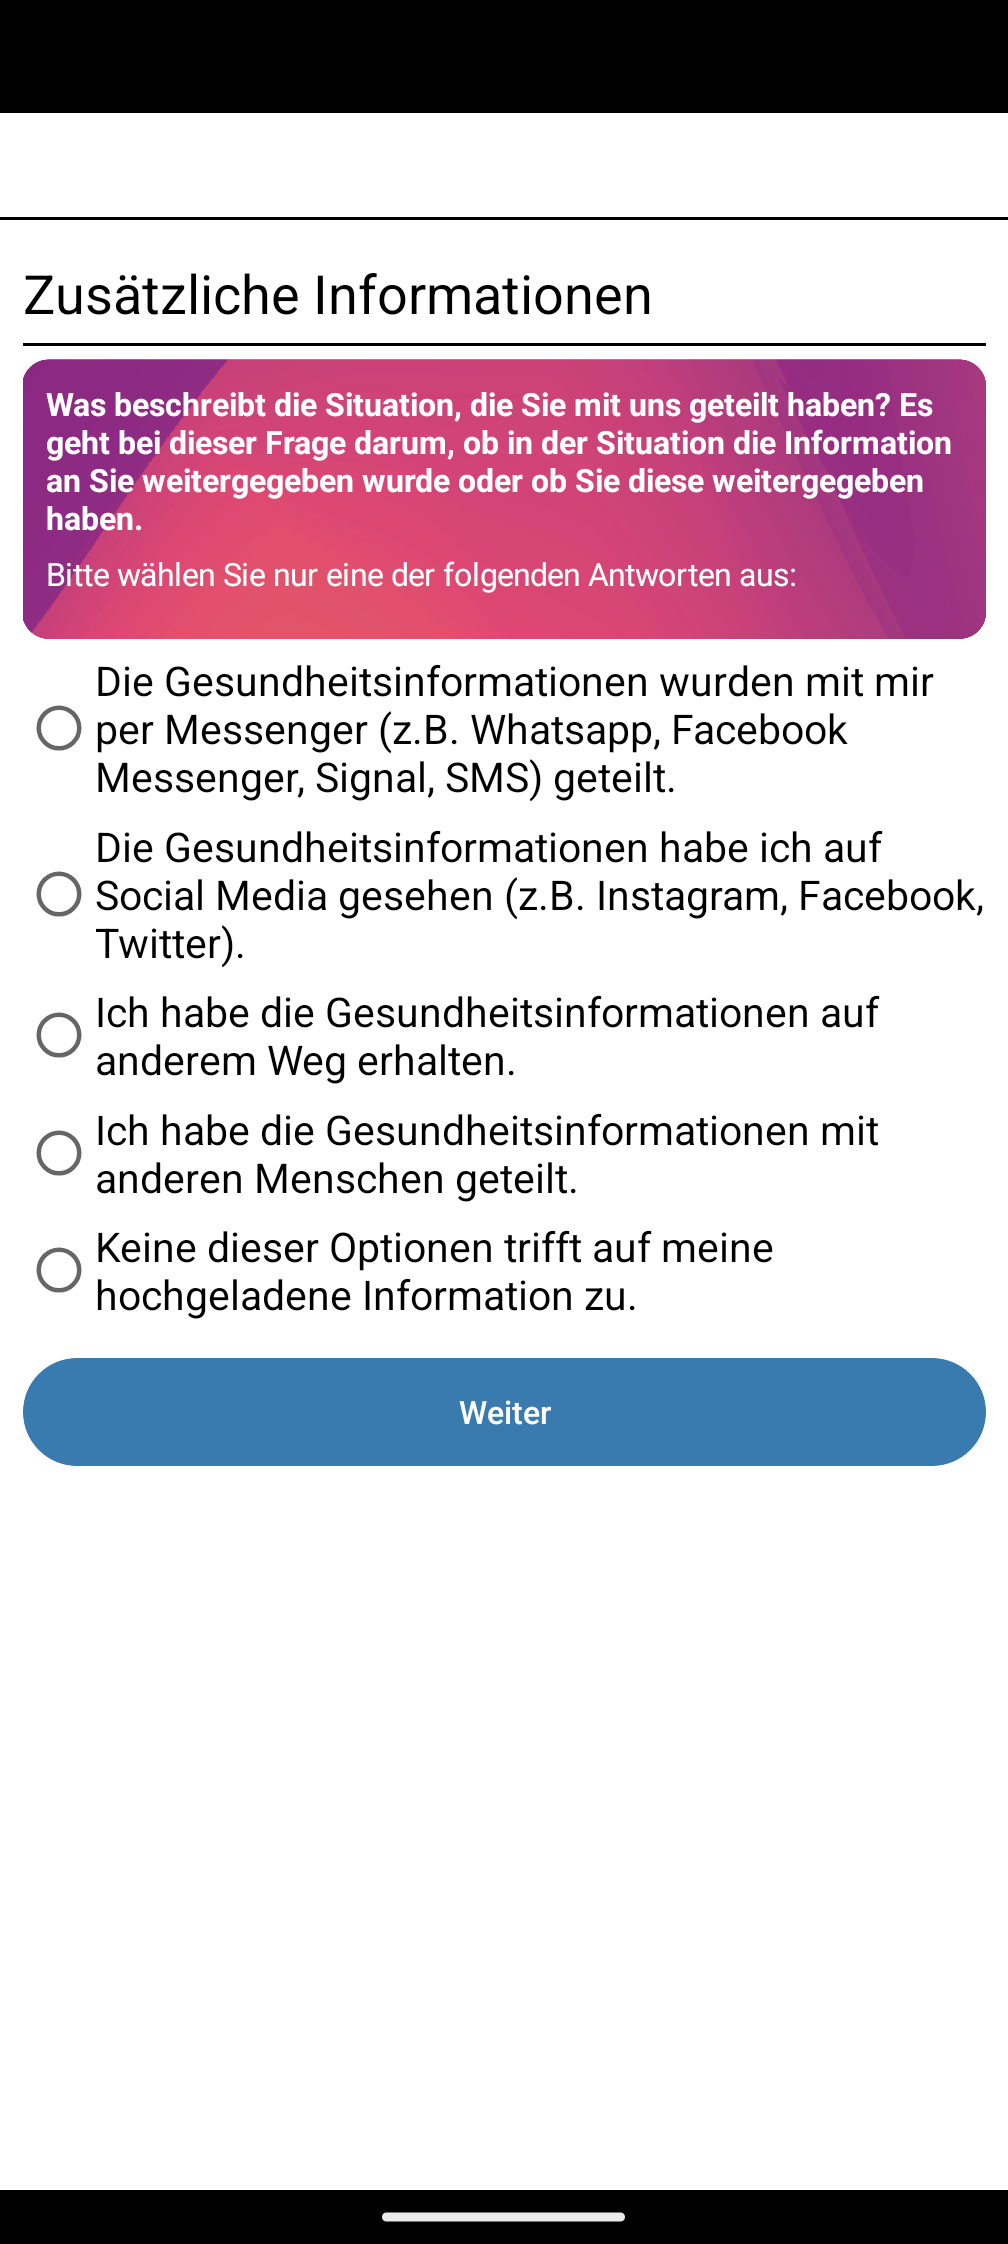 Zusätzliche Informationen
Was beschreibt die Situation, die Sie mit uns geteilt haben? Es
geht bei dieser Frage darum, ob in der Situation die Information
an Sie weitergegeben wurde oder ob Sie diese weitergegeben
haben.
Bitte wählen Sie nur eine der folgenden Antworten aus:
Die Gesundheitsinformationen wurden mit mir
per Messenger (z.B. Whatsapp, Facebook
Messenger, Signal, SMS) geteilt.
Die Gesundheitsinformationen habe ich auf
Social Media gesehen (z.B. Instagram, Facebook,
Twitter).
Ich habe die Gesundheitsinformationen auf
anderem Weg erhalten.
Ich habe die Gesundheitsinformationen mit
anderen Menschen geteilt.
Keine dieser Optionen trifft auf meine
hochgeladene Information zu.
Weiter